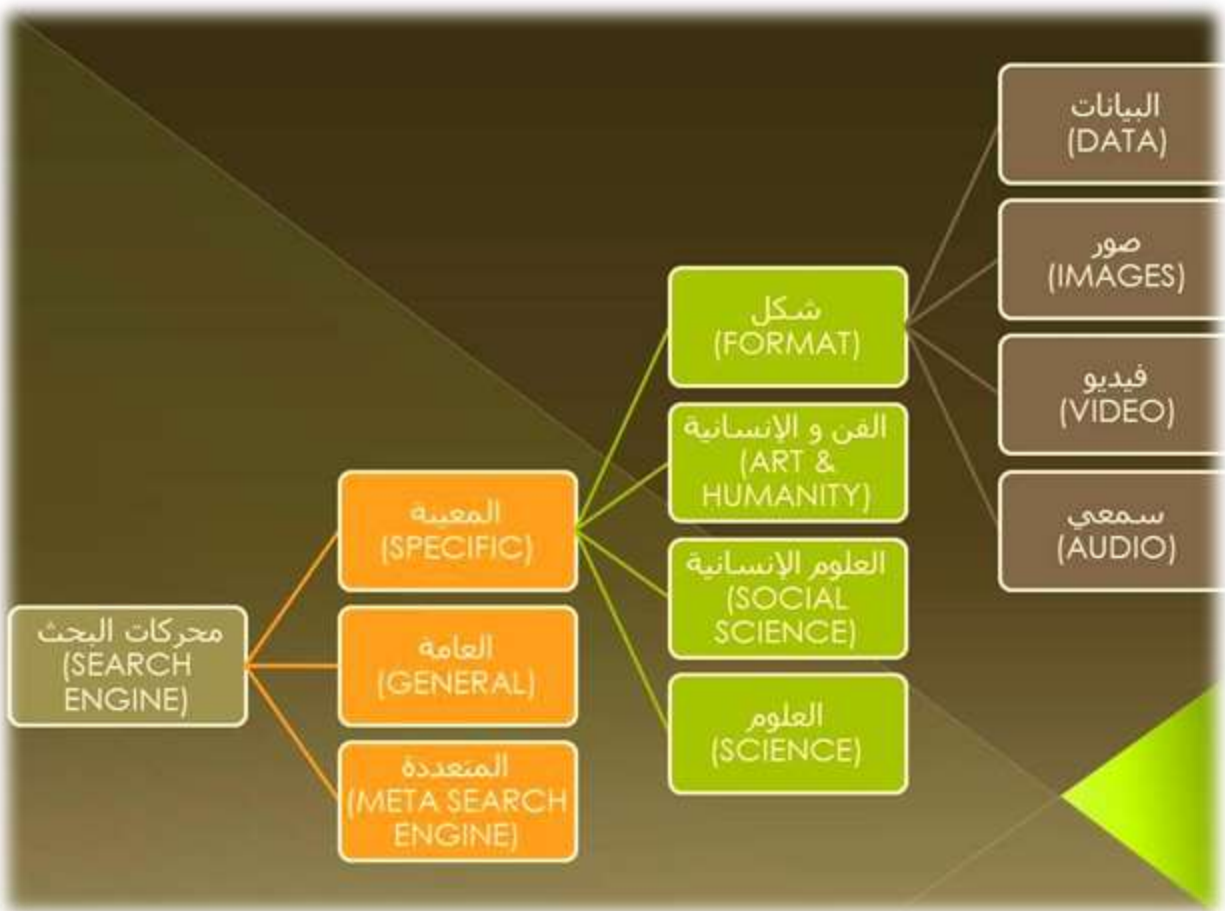 محركات البحث
(SEARCH
ENGINE)
المعينة
(SPECIFIC)
العامة
(GENERAL)
المتعددة
(META SEARCH
ENGINE)
شكل
(FORMAT)
الفن و الإنسانية
(ART &
HUMANITY)
العلوم الإنسانية
(SOCIAL
SCIENCE)
العلوم
(SCIENCE)
البيانات
(DATA)
صور
(IMAGES)
فيديو
(VIDEO)
سمعي
(AUDIO)